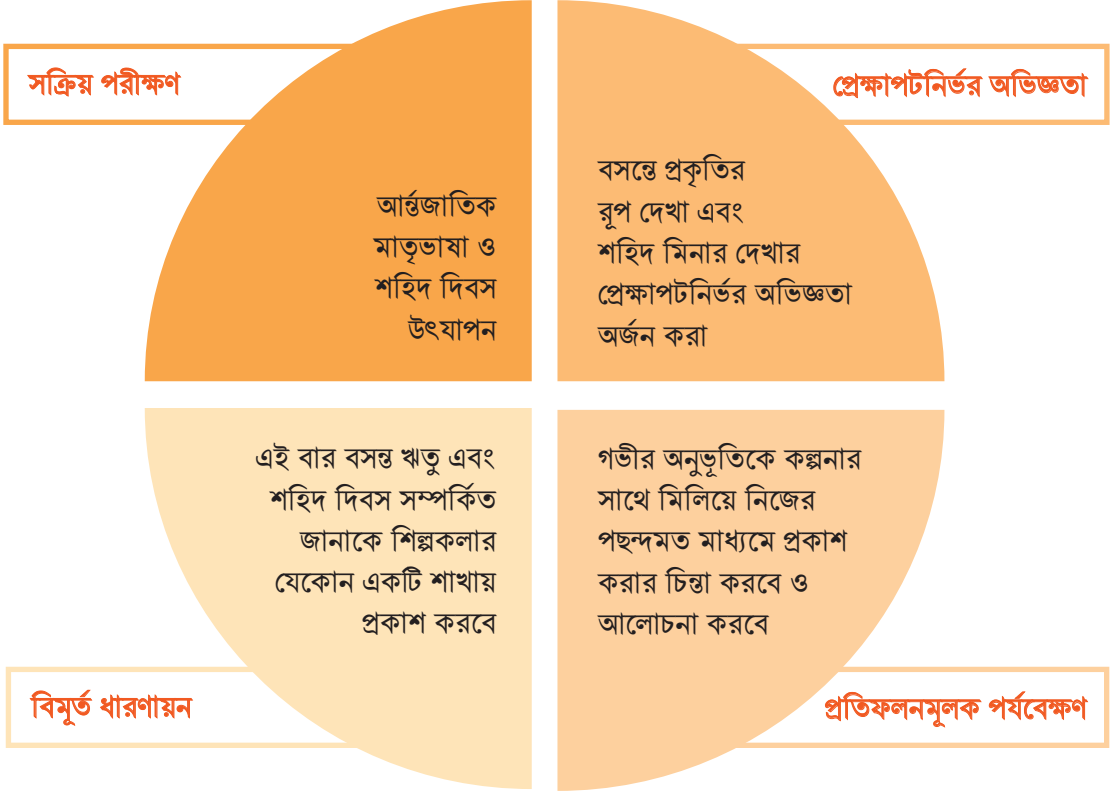 সক্রিয় পরীক্ষণ
প্রেক্ষাপটনির্ভর অভিজ্ঞতা
আর্ন্তজাতিক
মাতৃভাষা ও
শহিদ দিবস
উৎযাপন
বসন্তে প্রকৃতির
রূপ দেখা এবং
শহিদ মিনার দেখার
প্রেক্ষাপটনির্ভর অভিজ্ঞতা
অর্জন করা
এই বার বসন্ত ঋতু এবং
শহিদ দিবস সম্পর্কিত
জানাকে শিল্পকলার
যেকোন একটি শাখায়
প্রকাশ করবে
গভীর অনুভূতিকে কল্পনার
সাথে মিলিয়ে নিজের
পছন্দমত মাধ্যমে প্রকাশ
করার চিন্তা করবে ও
আলোচনা করবে
বিমূর্ত ধারণায়ন
প্রতিফলনমূলক পর্যবেক্ষণ